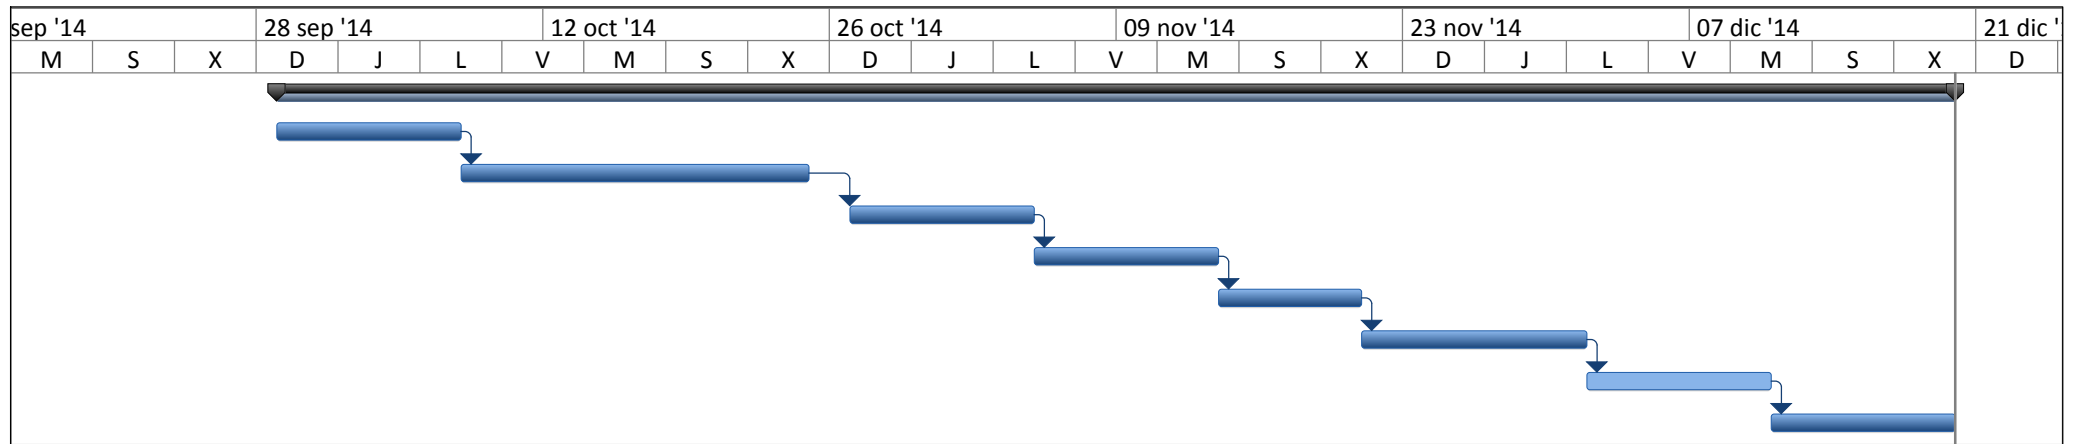 sep '14 28 sep '14 12 oct '14 26 oct '14 09 nov '14 23 nov '14 07 dic '14 21 dic '
M S X D J L V M S X D J L V M S X D J L V M S X D